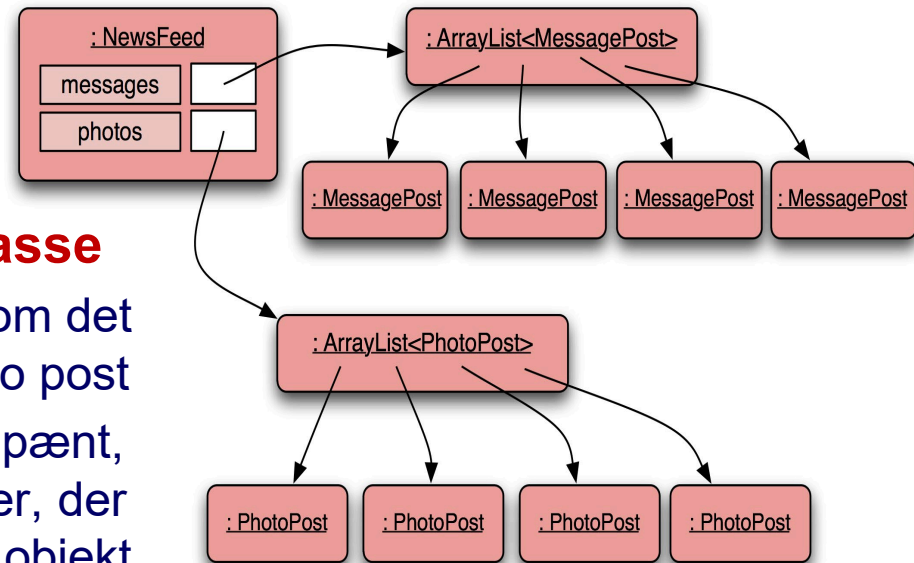 : NewsFeed
messages
photos
: ArrayList<MessagePost>
: MessagePost
: MessagePost
: MessagePost
: MessagePost
asse
om det
o post
pænt,
er, der
objekt
: ArrayList<PhotoPost>
: PhotoPost
: PhotoPost
: PhotoPost
: PhotoPost